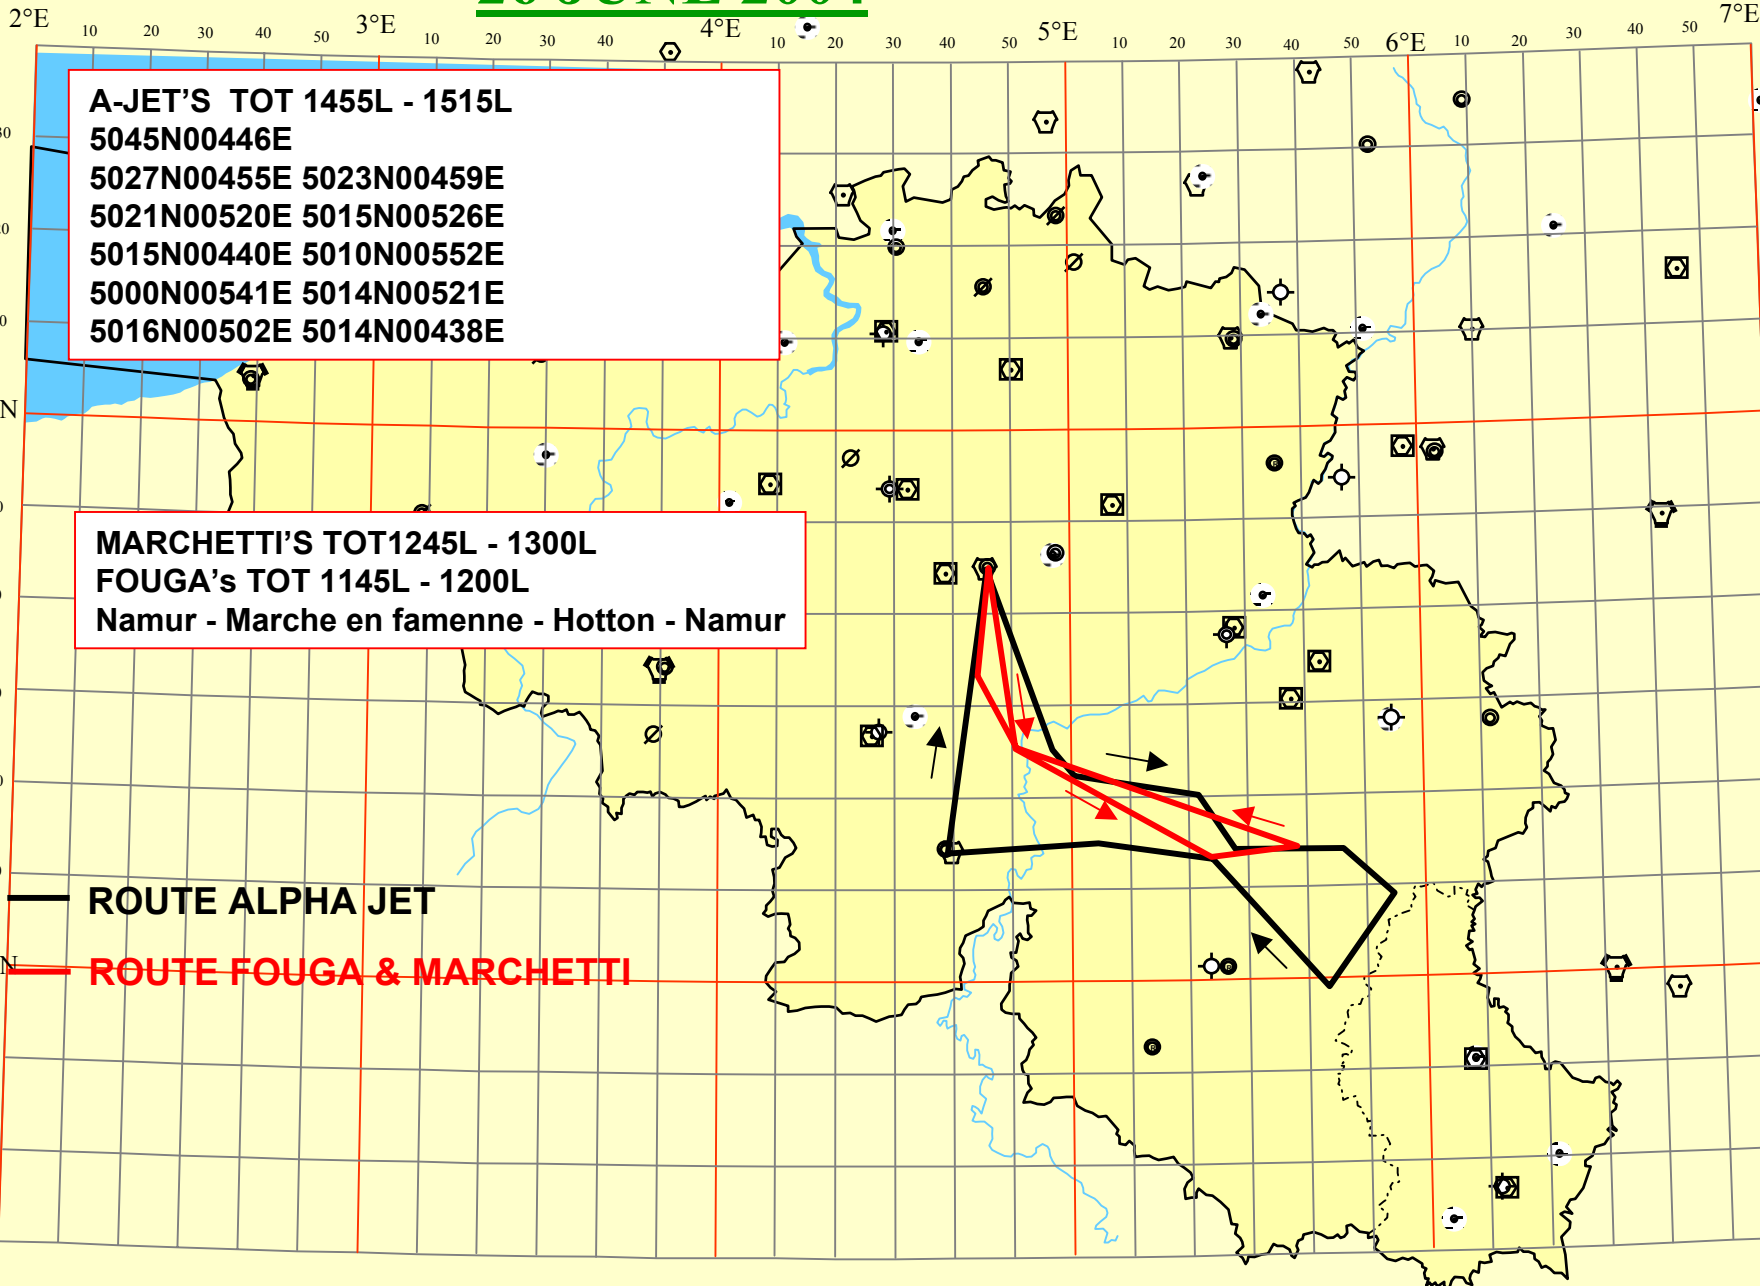 26 JUNE 2004
2°E 10 20 30 40 50 3°E 10 20 30 40 4°E 10 20 30 40 50 5°E 10 20 30 40 50 6°E 10 20 30 40 50 7°E
A-JET’S TOT 1455L - 1515L
5045N00446E
5027N00455E 5023N00459E
5021N00520E 5015N00526E
5015N00440E 5010N00552E
5000N00541E 5014N00521E
5016N00502E 5014N00438E
N
MARCHETTI’S TOT1245L - 1300L
FOUGA’s TOT 1145L - 1200L
Namur - Marche en famenne - Hotton - Namur
ROUTE ALPHA JET
N
ROUTE FOUGA & MARCHETTI